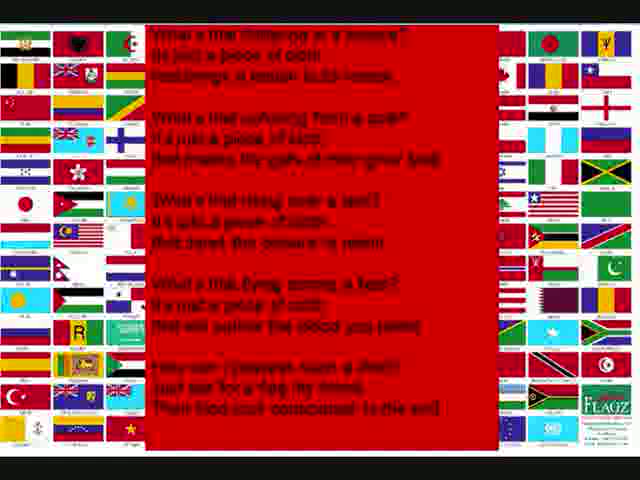 What's that fluttering in a breeze?
It's just a piece of cloth
that brings a nation to its knees.
What's that unfurling from a pole?
It's just a piece of cloth
that makes the guts of men grow bold.
What's that rising over a tent?
It's just a piece of cloth
that dares the coward to relent.
What's that flying across a field?
It's just a piece of cloth
that will outlive the blood you bleed.
How can I possess such a cloth?
Just ask for a flag my friend.
Then blind your conscience to the end.
FLAGZ